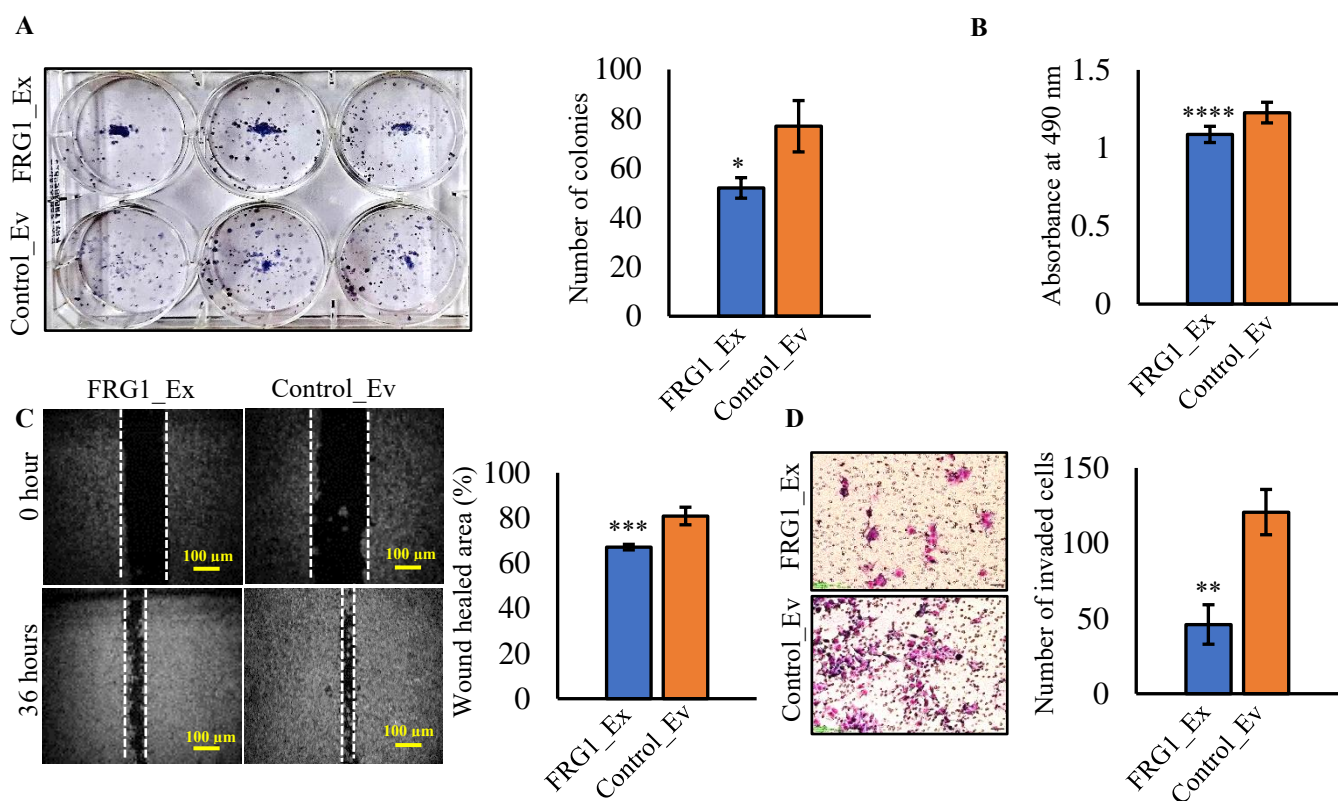 A
FRG1_Ex
Control_Ev
Number of colonies
100
80
60
40
20
0
*
FRG1_Ex
Control_Ev
B
Absorbance at 490 nm
1.5
1
0.5
0
****
FRG1_Ex
Control_Ev
C
FRG1_Ex
Control_Ev
0 hour
36 hours
100 µm
100 µm
100 µm
100 µm
Wound healed area (%)
100
80
60
40
20
0
***
FRG1_Ex
Control_Ev
D
FRG1_Ex
Control_Ev
Number of invaded cells
150
100
50
0
**
FRG1_Ex
Control_Ev